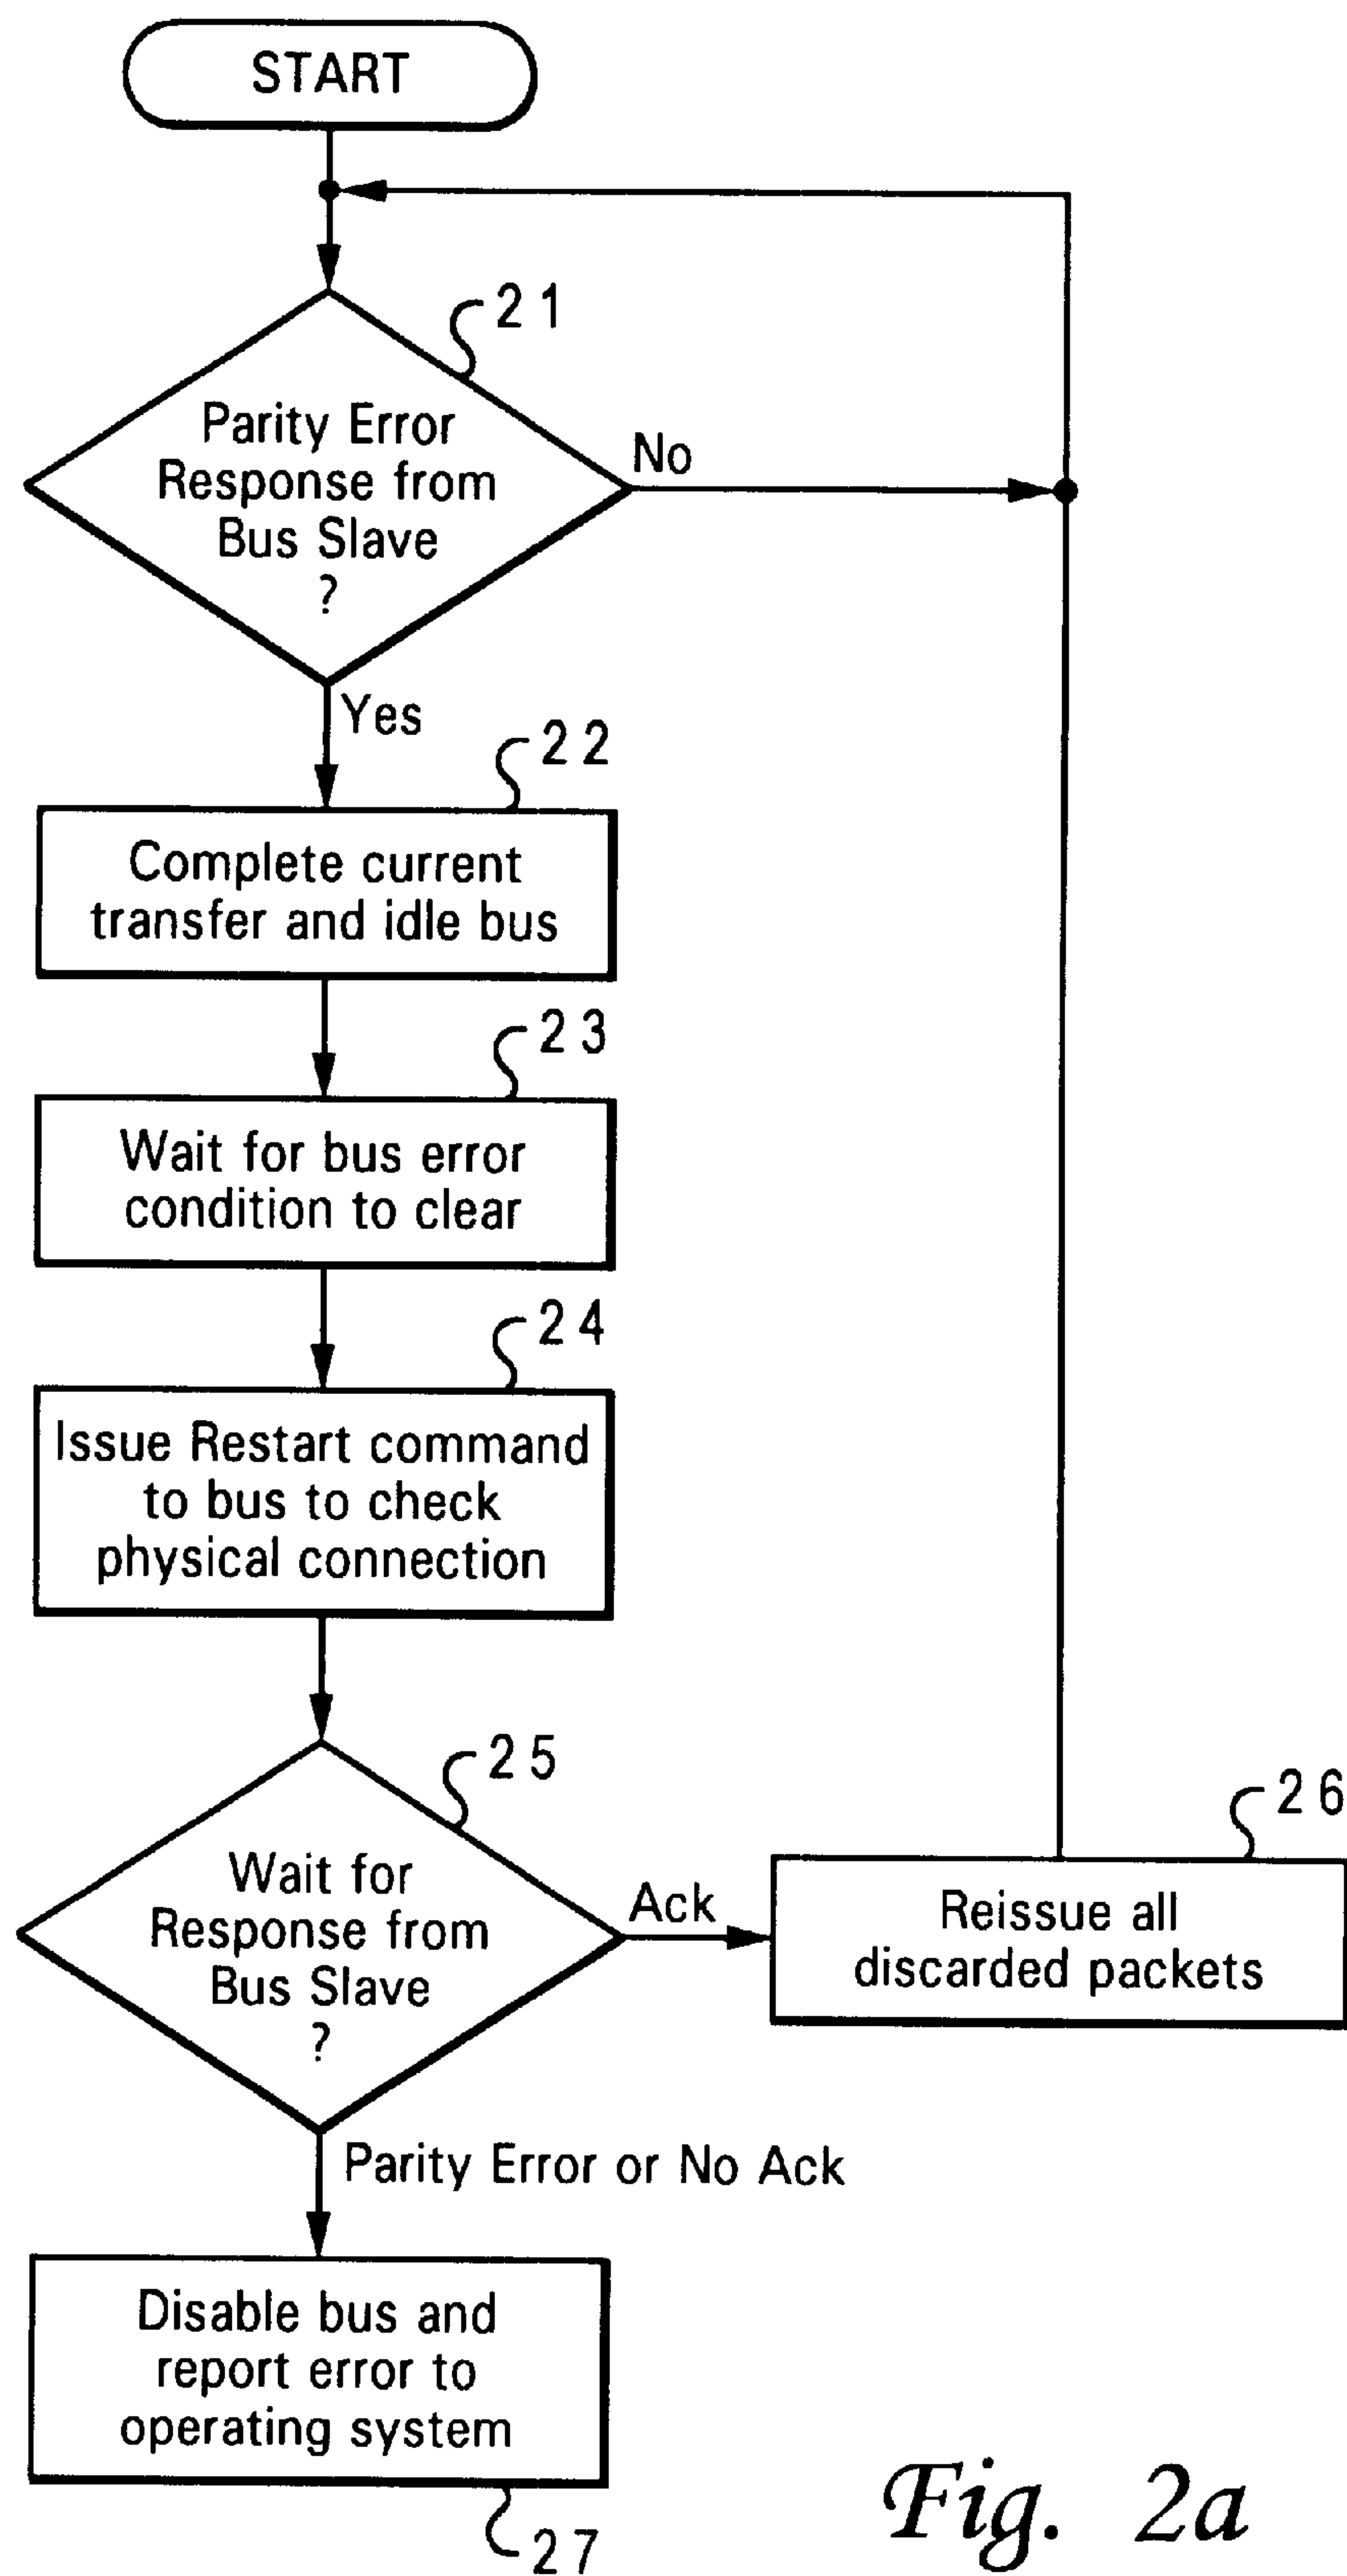 START
21
Parity Error
Response from
Bus Slave
?
No
Yes
22
Complete current
transfer and idle bus
23
Wait for bus error
condition to clear
24
Issue Restart command
to bus to check
physical connection
25
Wait for
Response from
Bus Slave
?
Ack
26
Reissue all
discarded packets
Parity Error or No Ack
Disable bus and
report error to
operating system
27
Fig. 2a